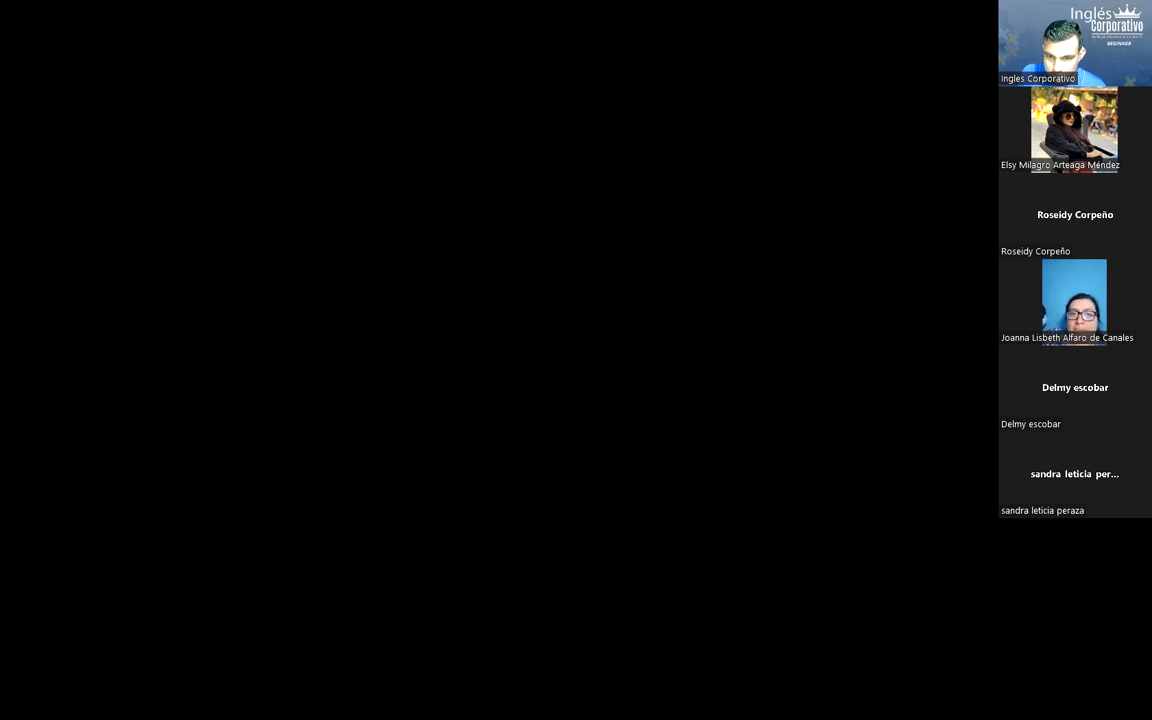 Inglés
Corporativo
BEGINNER
Ingles Corporativo
Elsy Milagro Arteaga Méndez
Roseidy Corpeño
Roseidy Corpeño
Joanna Lisbeth Alfaro de Canales
Delmy escobar
Delmy escobar
sandra leticia per...
sandra leticia peraza